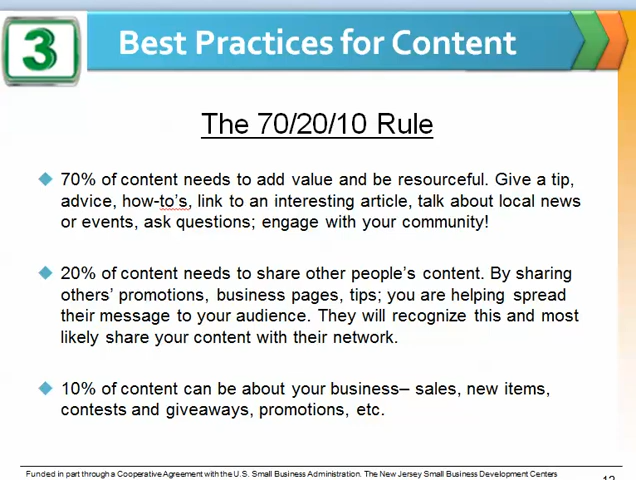 3
Best Practices for Content
The 70/20/10 Rule
70% of content needs to add value and be resourceful. Give a tip,
advice, how-to’s, link to an interesting article, talk about local news
or events, ask questions; engage with your community!
20% of content needs to share other people’s content. By sharing
others’ promotions, business pages, tips; you are helping spread
their message to your audience. They will recognize this and most
likely share your content with their network.
10% of content can be about your business– sales, new items,
contests and giveaways, promotions, etc.
Funded in part through a Cooperative Agreement with the U.S. Small Business Administration. The New Jersey Small Business Development Centers